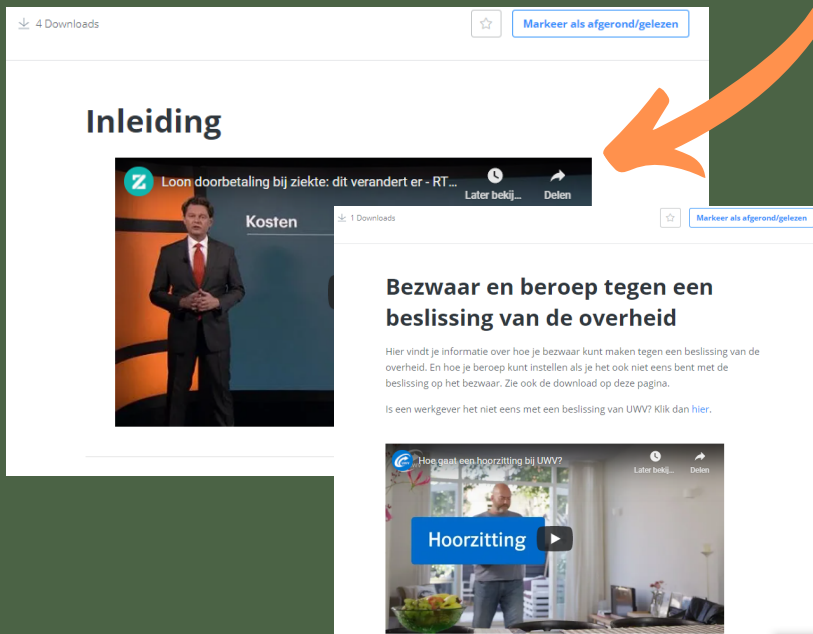 4 Downloads
Markeer als afgerond/gelezen
Inleiding
Z
Loon doorbetaling bij ziekte: dit verandert er - RT...
Later bekij...
Delen
Kosten
1 Downloads
Markeer als afgerond/gelezen
Bezwaar en beroep tegen een
beslissing van de overheid
Hier vindt je informatie over hoe je bezwaar kunt maken tegen een beslissing van de
overheid. En hoe je beroep kunt instellen als je het ook niet eens bent met de
beslissing op het bezwaar. Zie ook de download op deze pagina.
Is een werkgever het niet eens met een beslissing van UWV? Klik dan hier.
Hoe gaat een hoorzitting bij UWV?
Later bekij...
Delen
Hoorzitting